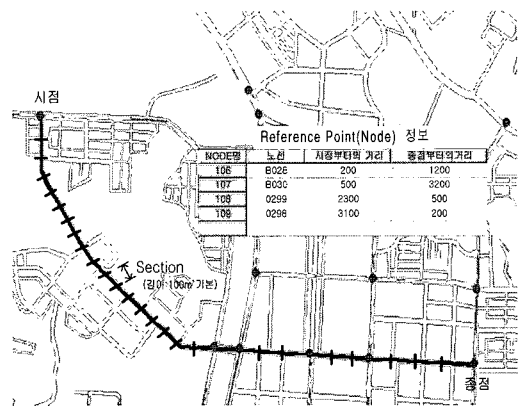 시점
Reference Point(Node) 정보
NODE명 노선 시점부터의 거리 종점부터의거리
106 B026 200 1200
107 B030 500 3200
108 0299 2300 500
109 0298 3100 200
Section
(길이 100m 기본)
종점